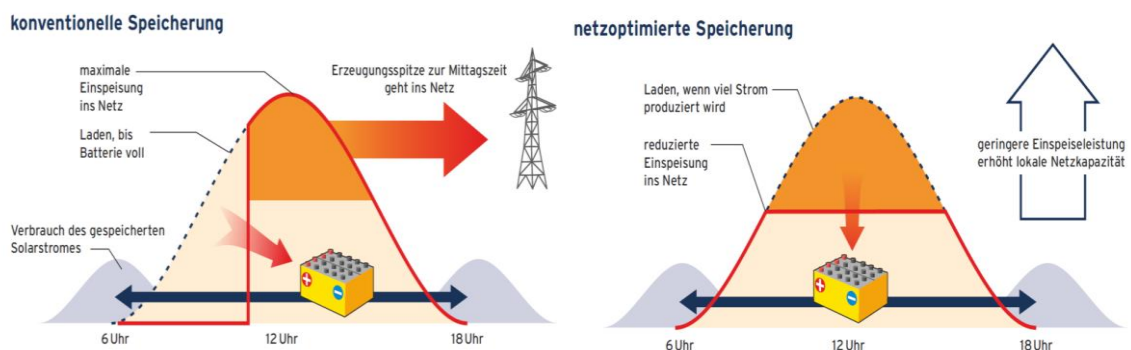 konventionelle Speicherung
maximale
Einspeisung
ins Netz
Erzeugungsspitze zur Mittagszeit
geht ins Netz
Laden, bis
Batterie voll
Verbrauch des gespeicherten
Solarstromes
+
−
6 Uhr
12 Uhr
18 Uhr
netzoptimierte Speicherung
Laden, wenn viel Strom
produziert wird
reduzierte
Einspeisung
ins Netz
geringere Einspeiseleistung
erhöht lokale Netzkapazität
+
−
6 Uhr
12 Uhr
18 Uhr